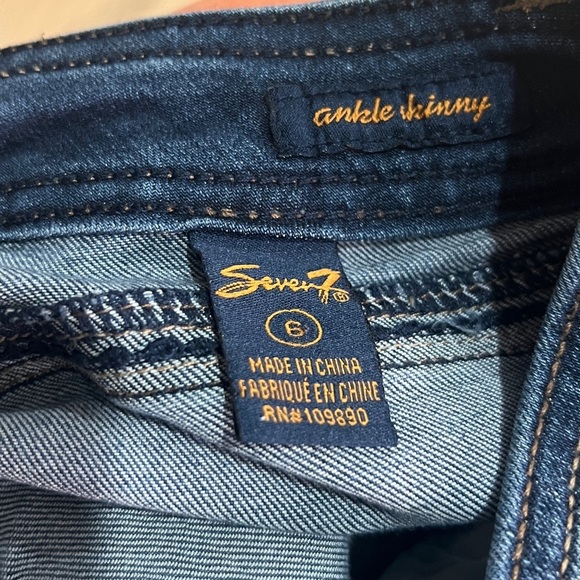 ankle skinny
Seven7®
6
MADE IN CHINA
FABRIQUÉ EN CHINE
RN#109890